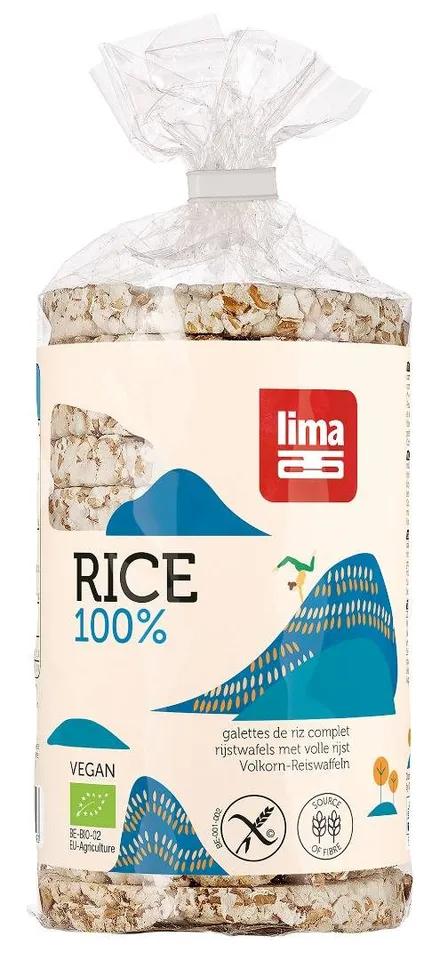 lima
RICE
100%
galettes de riz complet
rijstwafels met volle rijst
Volkorn-Reiswaffeln
VEGAN
BE-BIO-02
EU-Agriculture
BE-001-002
SOURCE
OF FIBRE